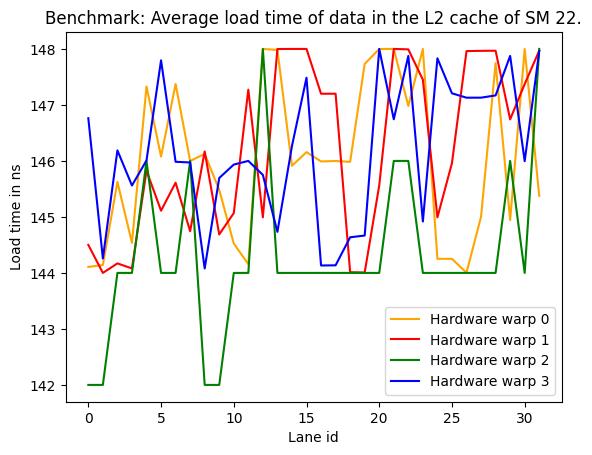 Benchmark: Average load time of data in the L2 cache of SM 22.
148
147
146
145
144
143
142
Load time in ns
0
5
10
15
20
25
30
Lane id
Hardware warp 0
Hardware warp 1
Hardware warp 2
Hardware warp 3